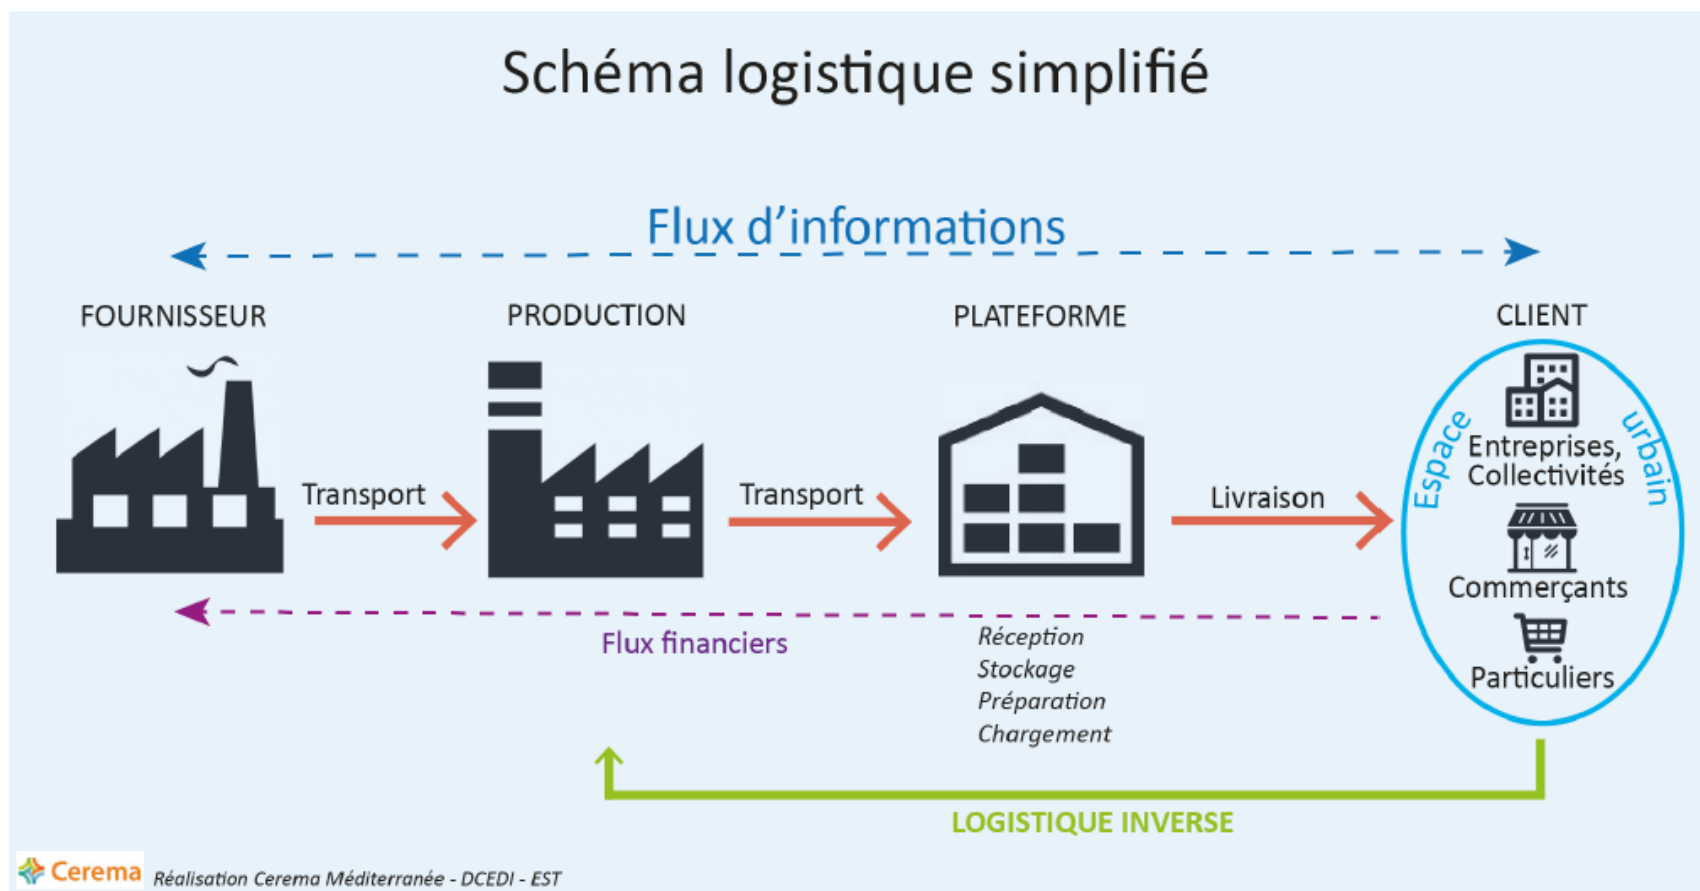 Schéma logistique simplifié
Flux d'informations
FOURNISSEUR
PRODUCTION
PLATEFORME
CLIENT
Transport
Transport
Livraison
Espace
urbain
Entreprises,
Collectivités
Commerçants
Particuliers
Flux financiers
Réception
Stockage
Préparation
Chargement
LOGISTIQUE INVERSE
Cerema
Réalisation Cerema Méditerranée - DCEDI - EST